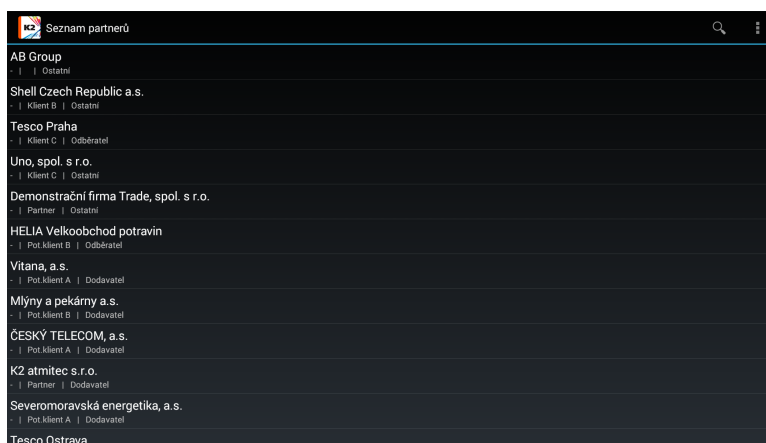 K2 Seznam partnerů
AB Group
- | | Ostatní
Shell Czech Republic a.s.
- | Klient B | Ostatní
Tesco Praha
- | Klient C | Odběratel
Uno, spol. s r.o.
- | Klient C | Ostatní
Demonstrační firma Trade, spol. s r.o.
- | Partner | Ostatní
HELIA Velkoobchod potravin
- | Pot.klient B | Odběratel
Vitana, a.s.
- | Pot.klient A | Dodavatel
Mlýny a pekárny a.s.
- | Pot.klient B | Dodavatel
ČESKÝ TELECOM, a.s.
- | Pot.klient A | Dodavatel
K2 atmitec s.r.o.
- | Partner | Dodavatel
Severomoravská energetika, a.s.
- | Pot.klient A | Dodavatel
Tesco Ostrava